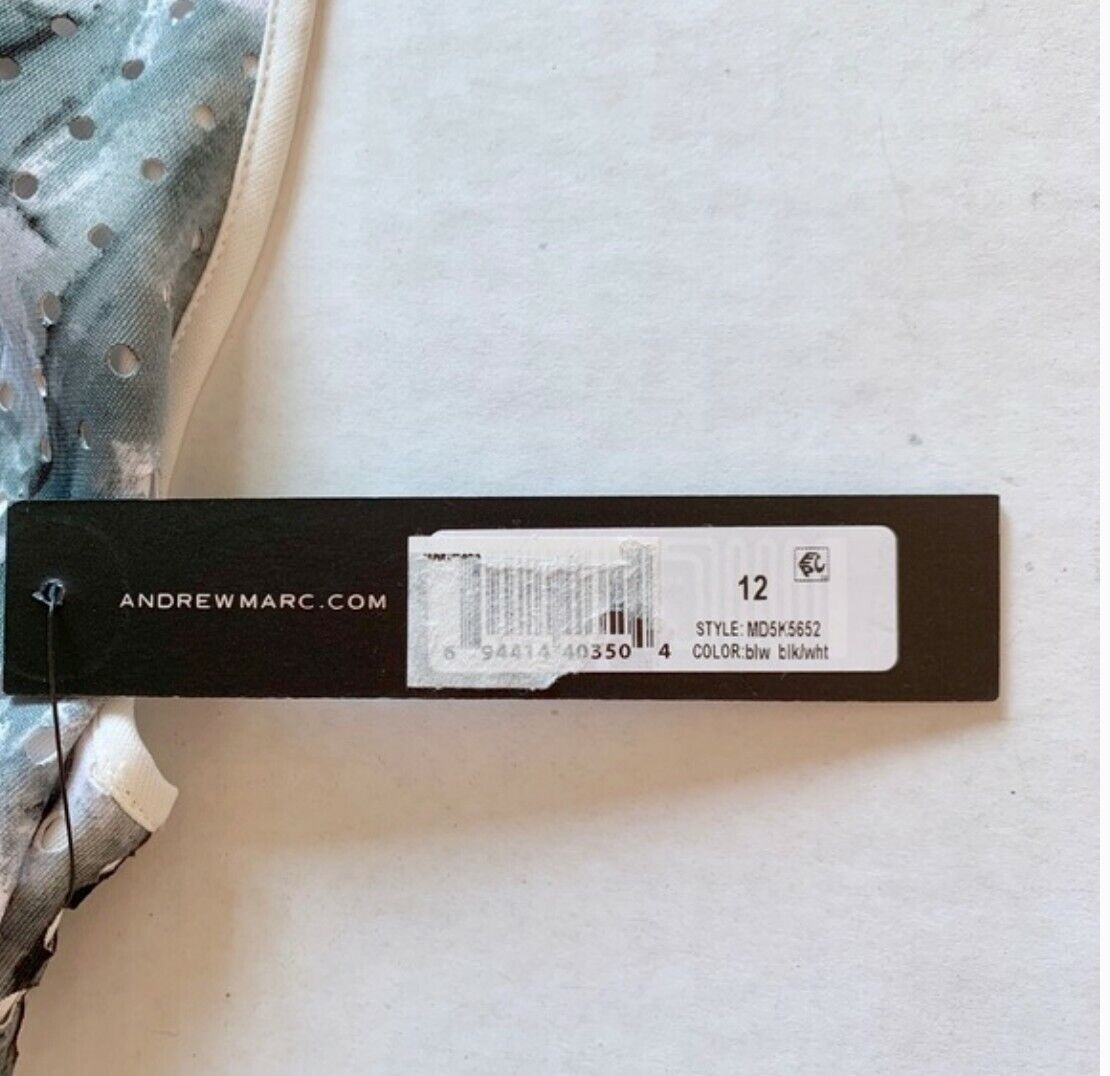 ANDREWMARC.COM
12
STYLE: MD5K5652
COLOR:blw blk/wht
6 94414 40350 4